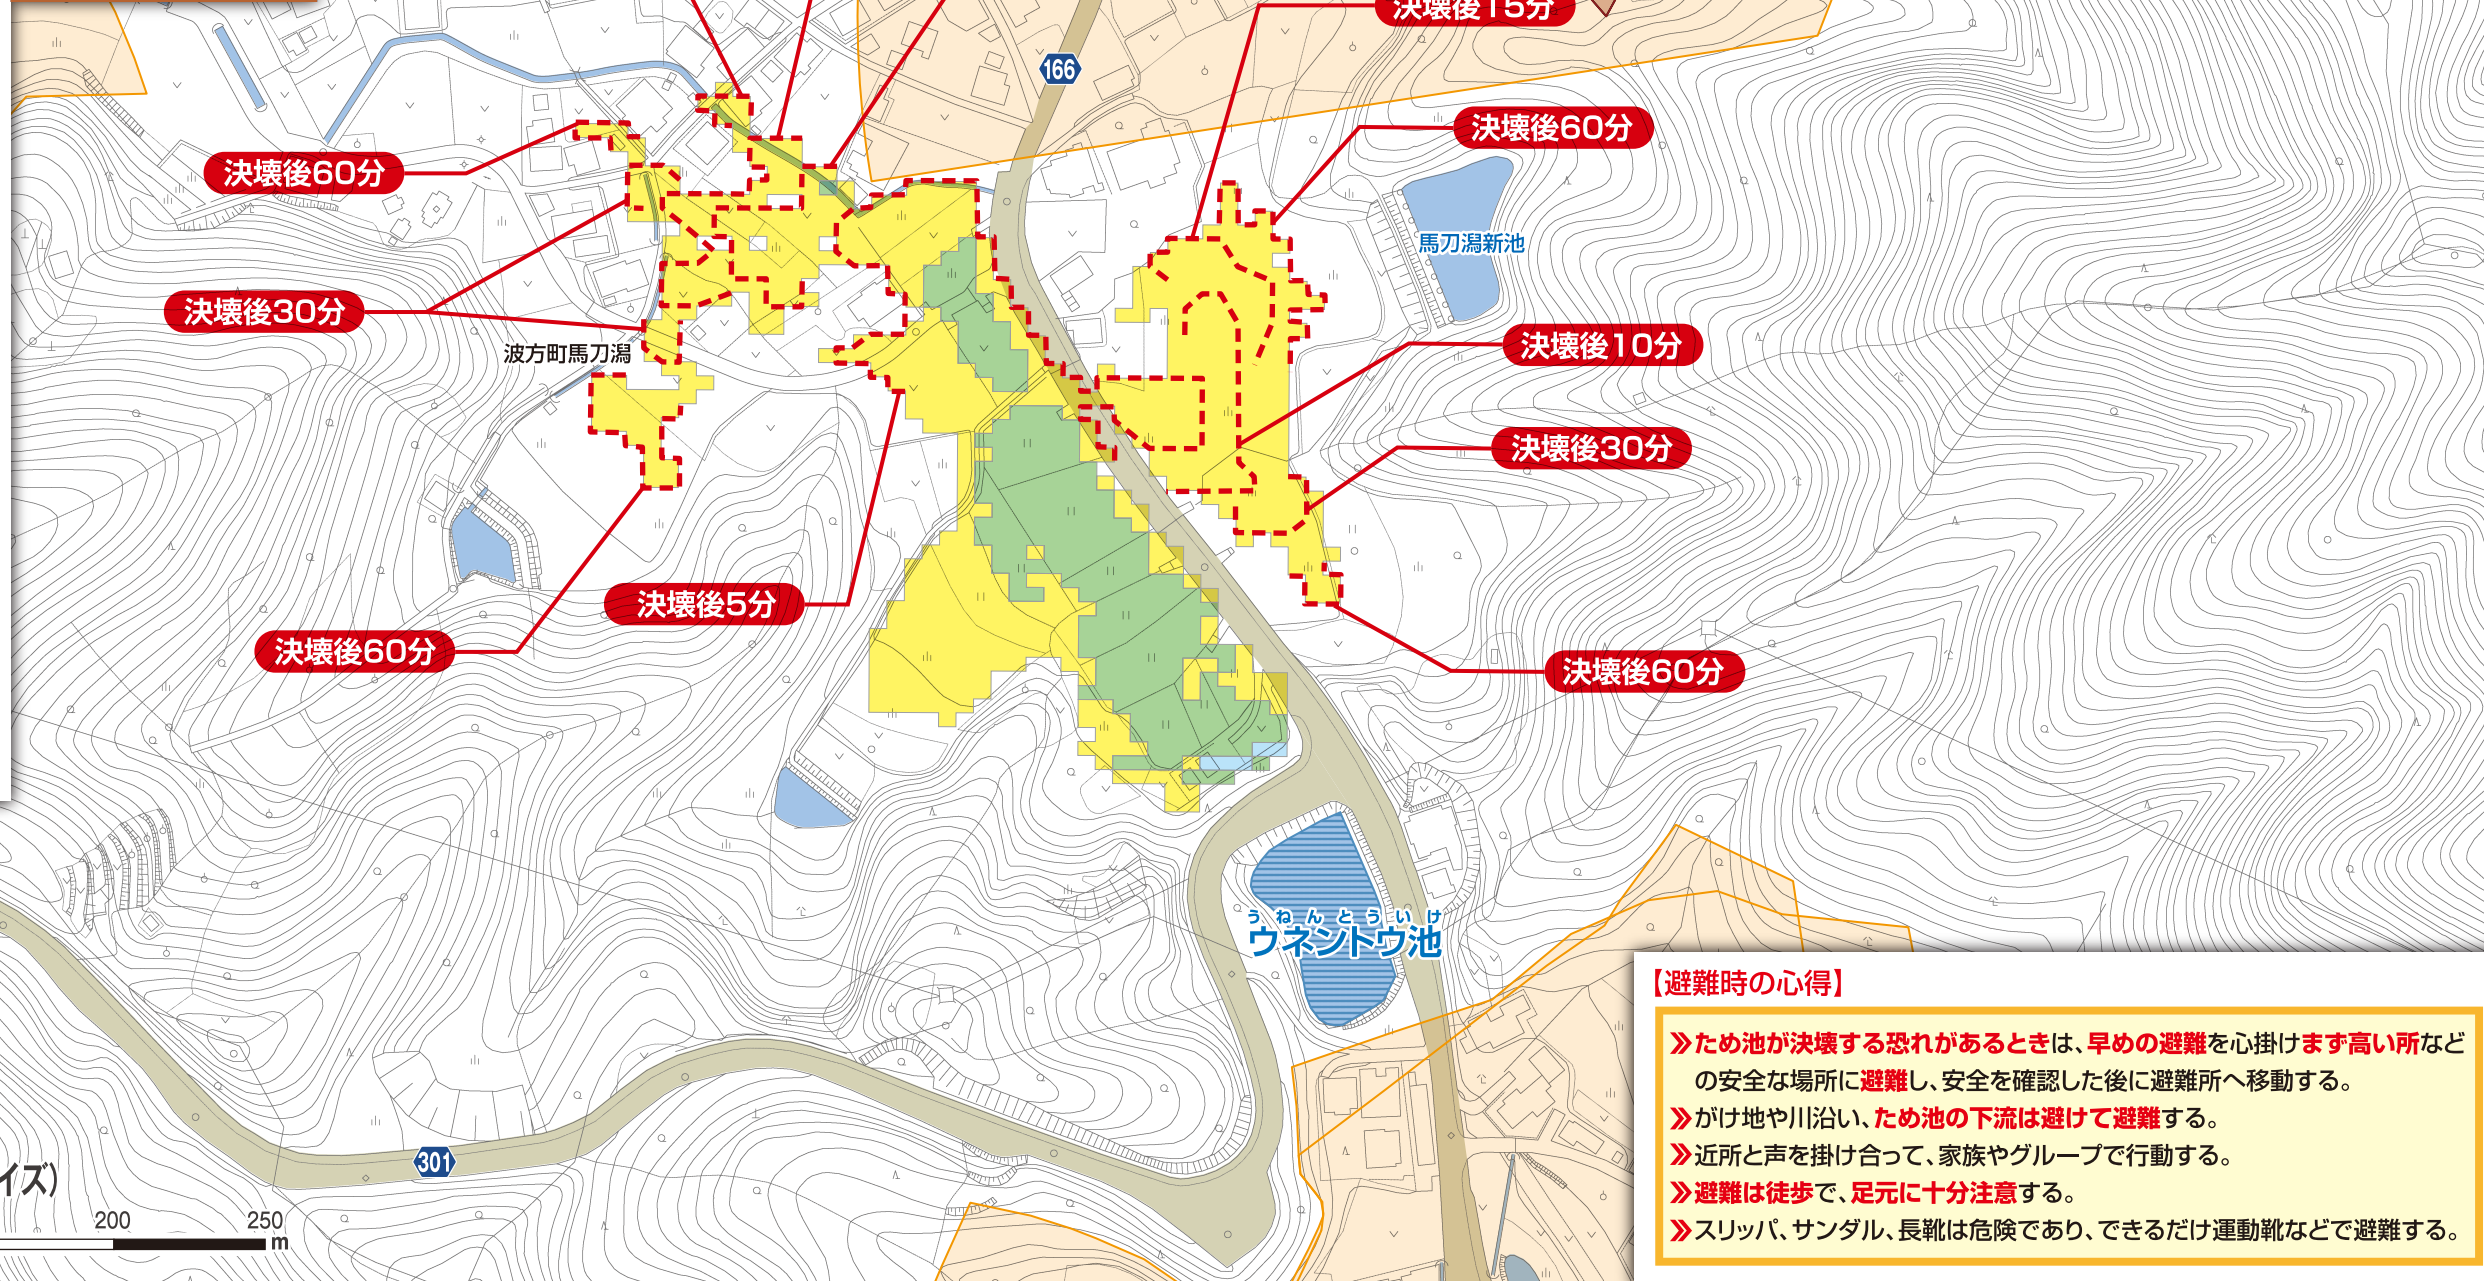 決壊後15分
166
決壊後60分
決壊後60分
馬刀潟新池
決壊後30分
決壊後10分
波方町馬刀潟
決壊後30分
決壊後5分
決壊後60分
決壊後60分
うねんとういけ
ウネントウ池
301
イズ)
200 250
m
【避難時の心得】
≫ため池が決壊する恐れがあるときは、早めの避難を心掛けまず高い所など
の安全な場所に避難し、安全を確認した後に避難所へ移動する。
≫がけ地や川沿い、ため池の下流は避けて避難する。
≫近所と声を掛け合って、家族やグループで行動する。
≫避難は徒歩で、足元に十分注意する。
≫スリッパ、サンダル、長靴は危険であり、できるだけ運動靴などで避難する。